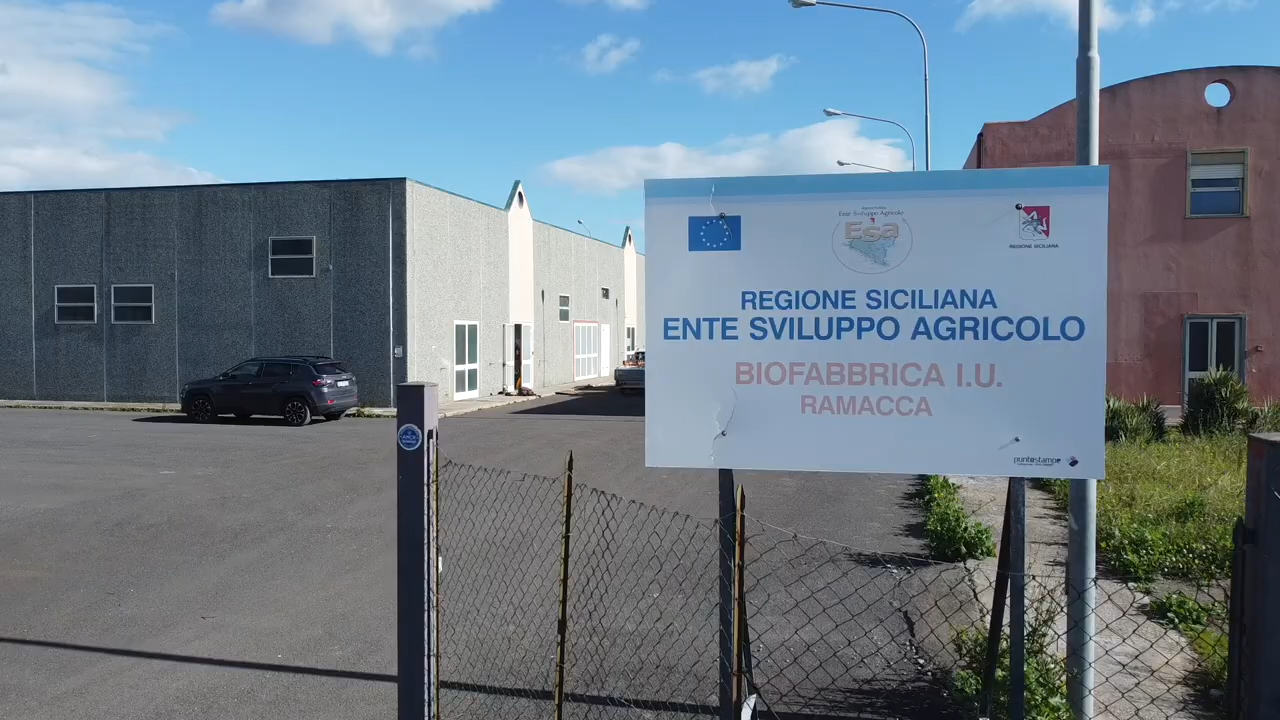 Ente Sviluppo Agricolo
Esa
REGIONE SICILIANA
REGIONE SICILIANA
ENTE SVILUPPO AGRICOLO
BIOFABBRICA I.U.
RAMACCA
puntostampa